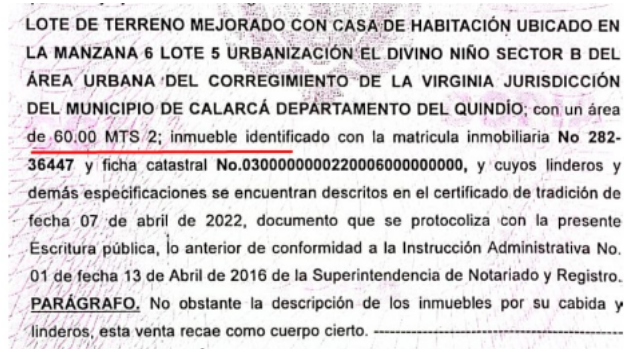 LOTE DE TERRENO MEJORADO CON CASA DE HABITACIÓN UBICADO EN
LA MANZANA 6 LOTE 5 URBANIZACIÓN EL DIVINO NIÑO SECTOR B DEL
ÁREA URBANA DEL CORREGIMIENTO DE LA VIRGINIA JURISDICCIÓN
DEL MUNICIPIO DE CALARCÁ DEPARTAMENTO DEL QUINDÍO; con un área
de 60.00 MTS 2; inmueble identificado con la matricula inmobiliaria No 282-
36447 y ficha catastral No.03000000002200060000000000, y cuyos linderos y
demás especificaciones se encuentran descritos en el certificado de tradición de
fecha 07 de abril de 2022, documento que se protocoliza con la presente
Escritura pública, lo anterior de conformidad a la Instrucción Administrativa No.
01 de fecha 13 de Abril de 2016 de la Superintendencia de Notariado y Registro.
PARÁGRAFO. No obstante la descripción de los inmuebles por su cabida y
linderos, esta venta recae como cuerpo cierto. ---------------------------------